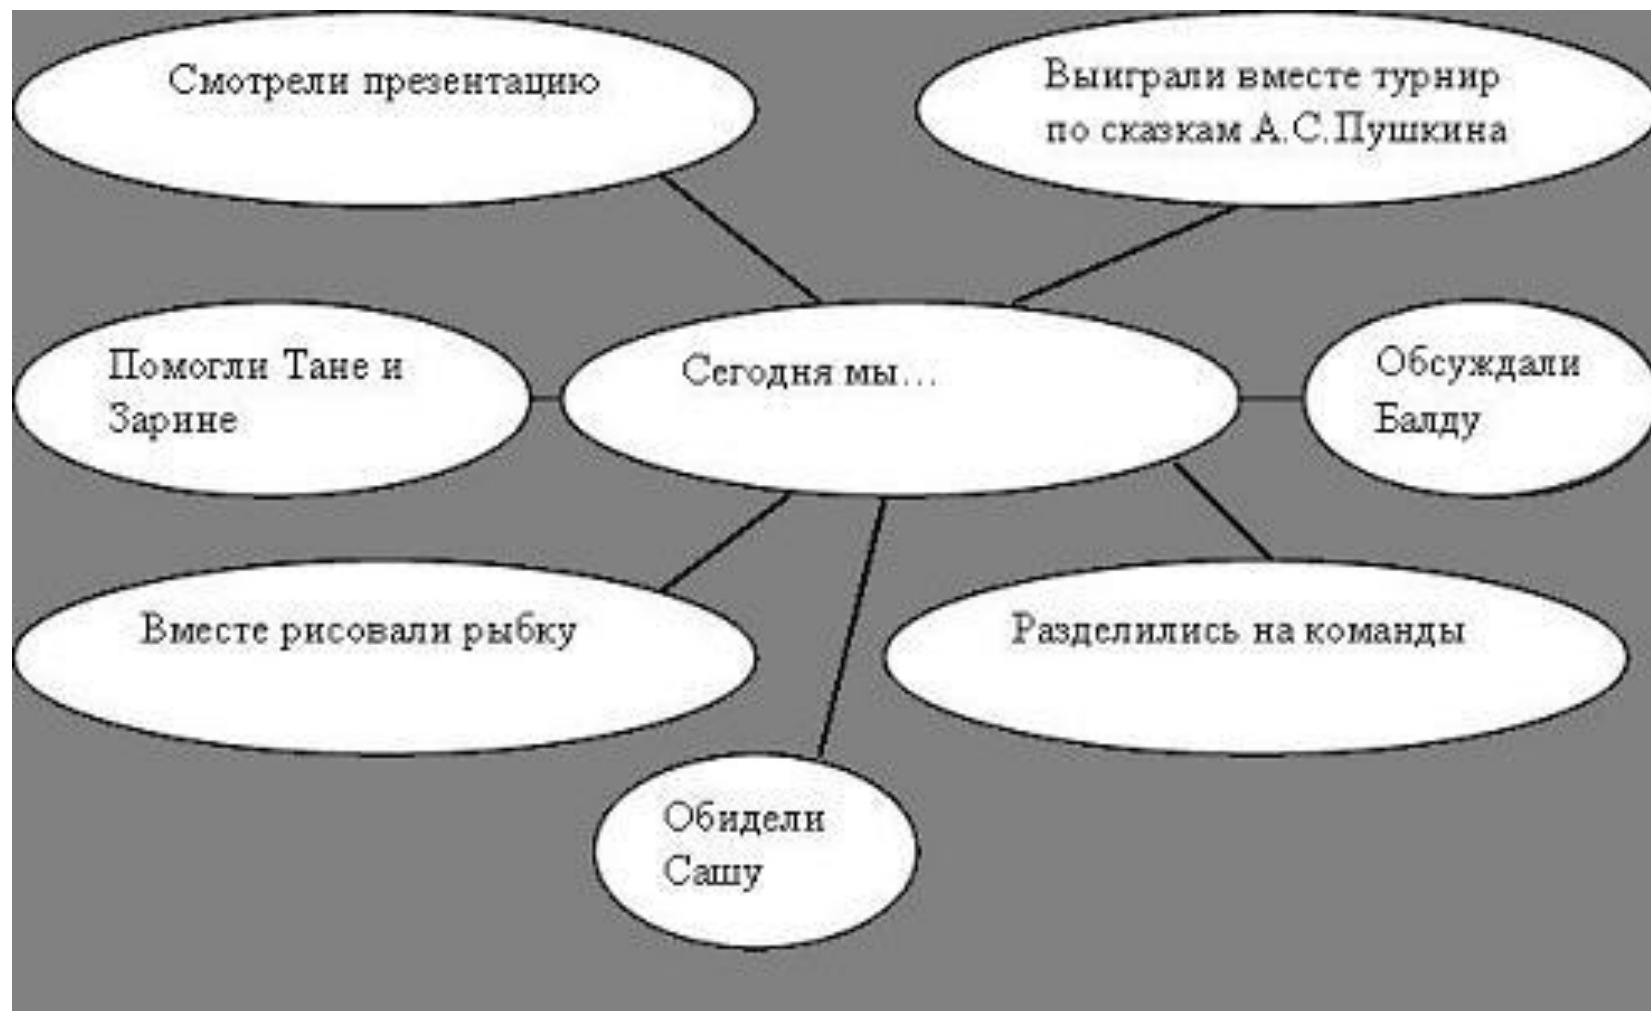 Смотрели презентацию
Выиграли вместе турнир
по сказкам А.С.Пушкина
Помогли Тане и
Зарине
Сегодня мы...
Обсуждали
Балду
Вместе рисовали рыбку
Разделились на команды
Обидели
Сашу